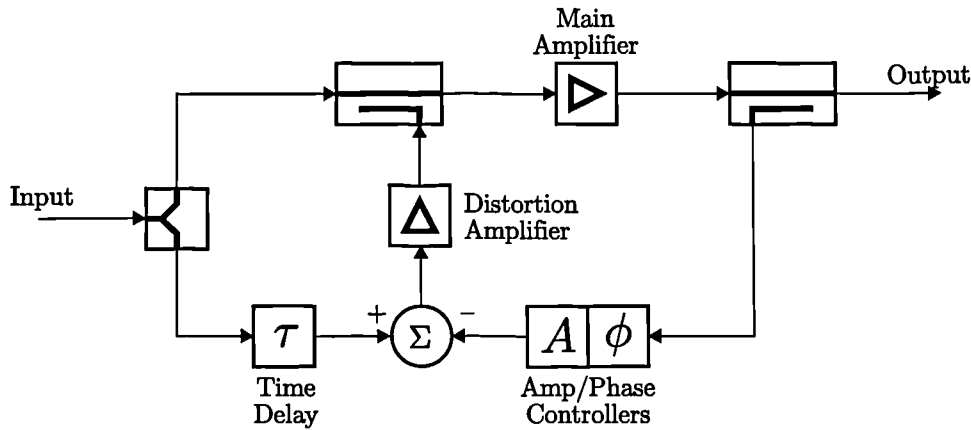 Main
Amplifier
Output
Input
Distortion
Amplifier
+
−
τ
Σ
A
ϕ
Time
Delay
Amp/Phase
Controllers